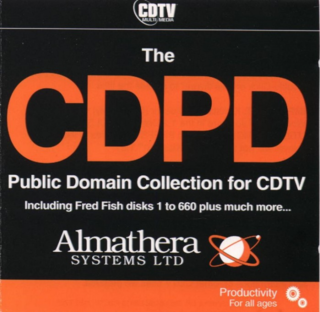 CDTV
MULTI-MEDIA
The
CDPD
Public Domain Collection for CDTV
Including Fred Fish disks 1 to 660 plus much more...
Almathera
SYSTEMS LTD
Productivity
For all ages